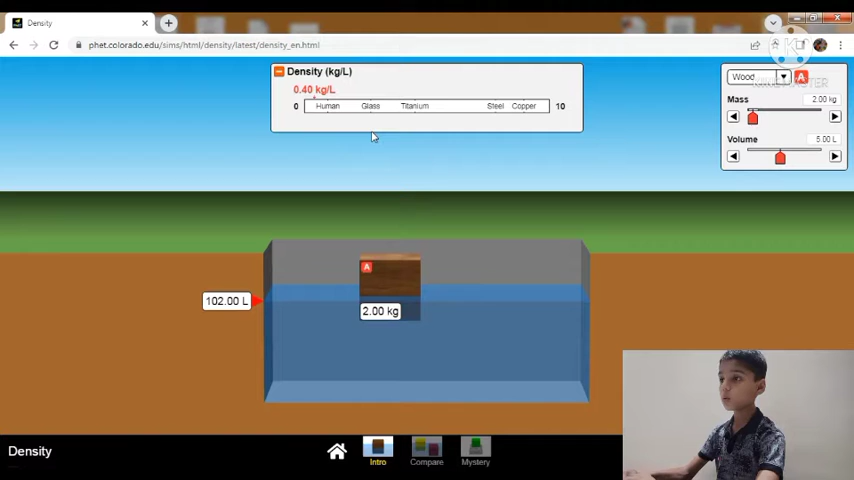 Density
phet.colorado.edu/sims/html/density/latest/density_en.html
Density (kg/L)
0.40 kg/L
0 Human Glass Titanium Steel Copper 10
Wood A
KINEMASTER
Mass 2.00 kg
Volume 5.00 L
A
102.00 L
2.00 kg
Density
Intro
Compare
Mystery